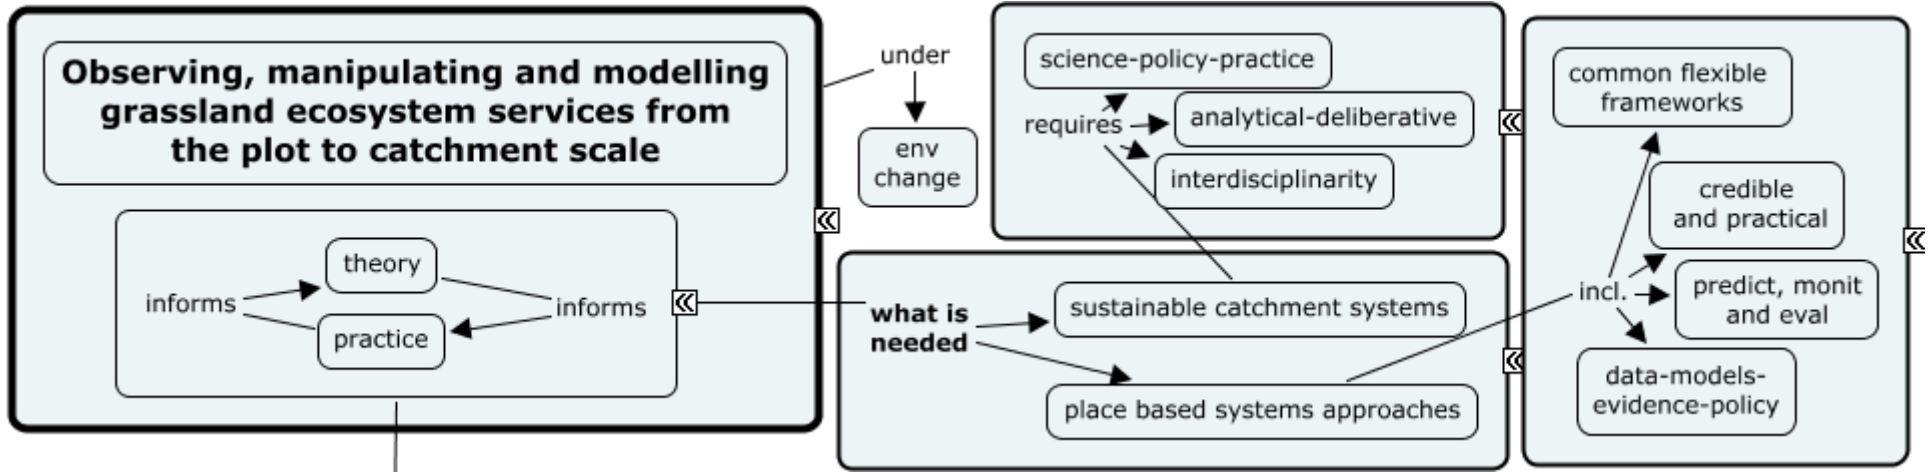 Observing, manipulating and modelling
grassland ecosystem services from
the plot to catchment scale
informs
theory
practice
informs
under
env
change
science-policy-practice
requires
analytical-deliberative
interdisciplinarity
what is
needed
sustainable catchment systems
place based systems approaches
common flexible
frameworks
credible
and practical
incl.
predict, monit
and eval
data-models-
evidence-policy